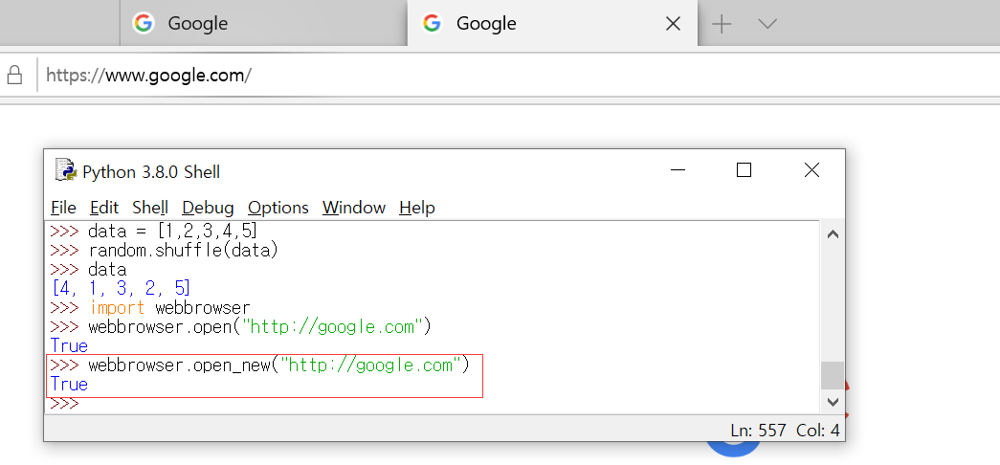 Google
Google
https://www.google.com/
Python 3.8.0 Shell
File Edit Shell Debug Options Window Help
>>> data = [1,2,3,4,5]
>>> random.shuffle(data)
>>> data
[4, 1, 3, 2, 5]
>>> import webbrowser
>>> webbrowser.open("http://google.com")
True
>>> webbrowser.open_new("http://google.com")
True
>>>
Ln: 557 Col: 4